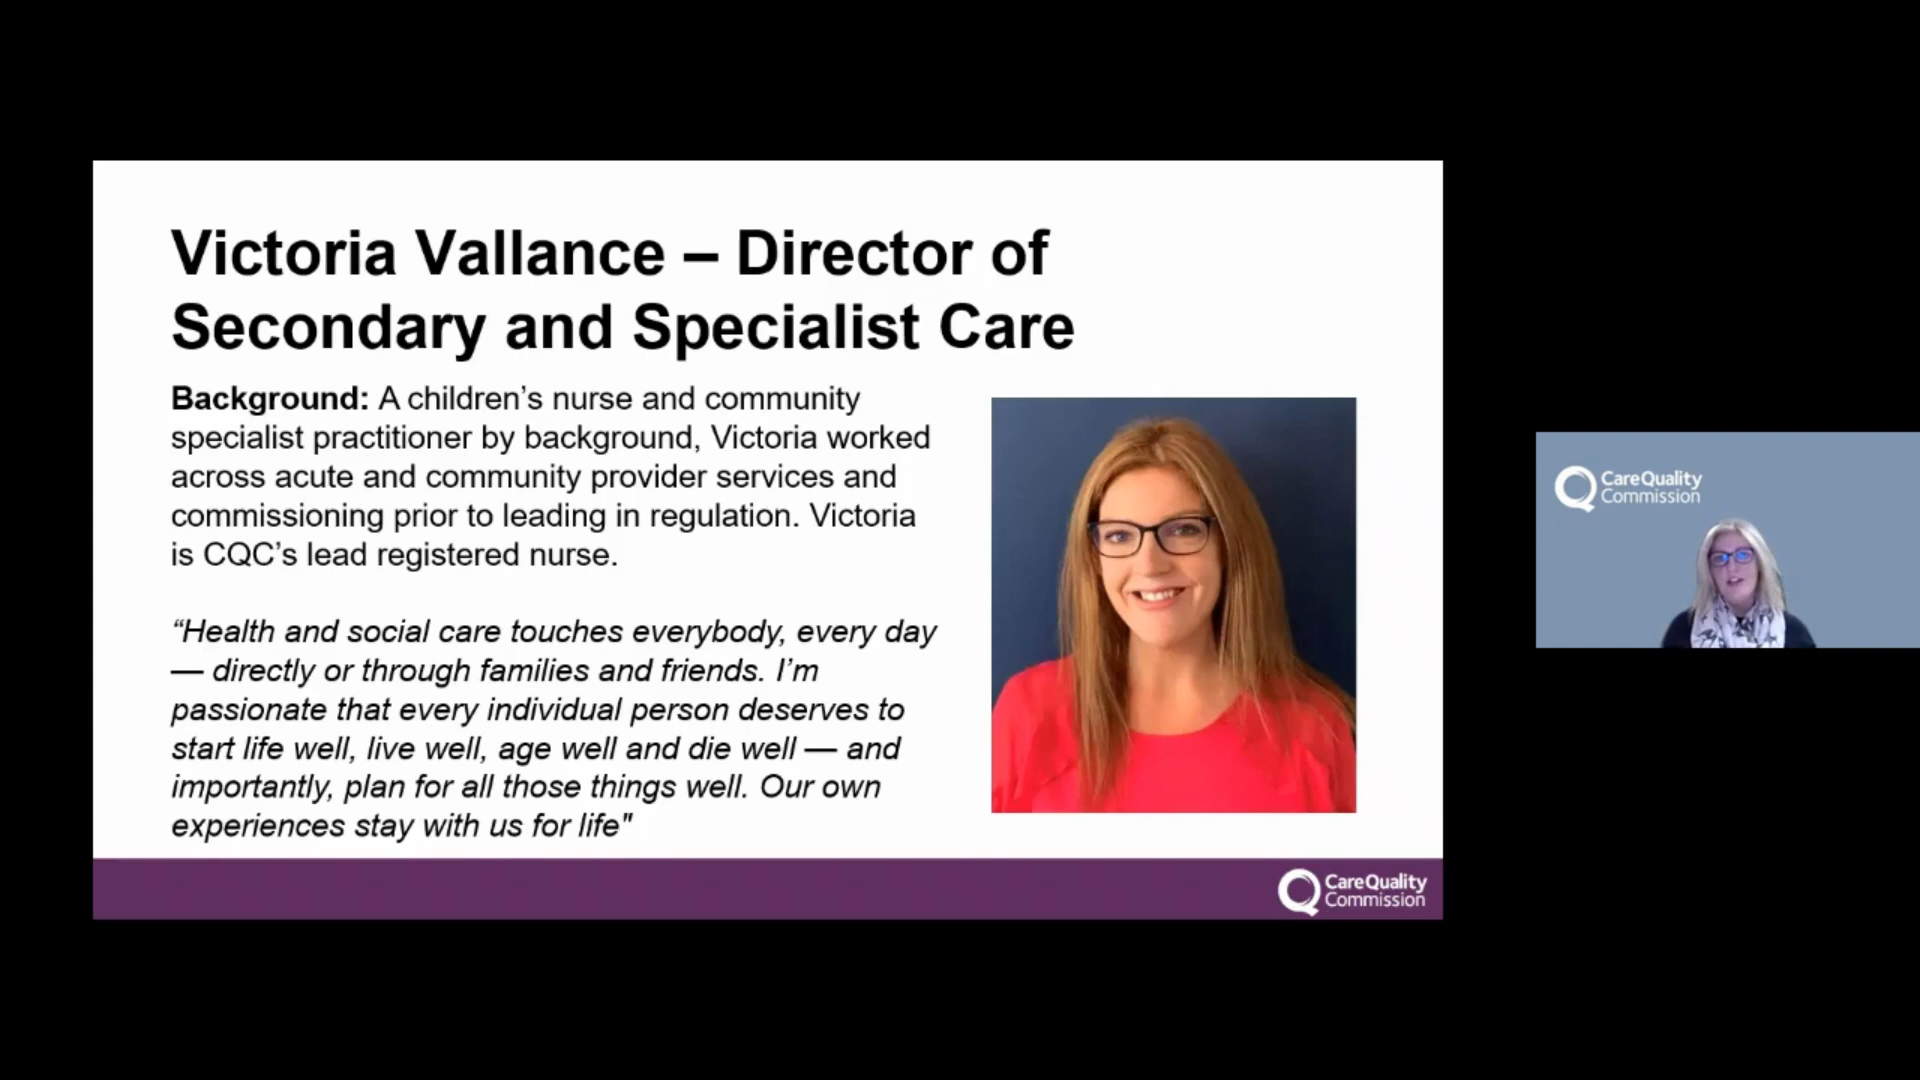 Victoria Vallance – Director of
Secondary and Specialist Care
Background: A children’s nurse and community
specialist practitioner by background, Victoria worked
across acute and community provider services and
commissioning prior to leading in regulation. Victoria
is CQC’s lead registered nurse.
“Health and social care touches everybody, every day
— directly or through families and friends. I’m
passionate that every individual person deserves to
start life well, live well, age well and die well — and
importantly, plan for all those things well. Our own
experiences stay with us for life"
CareQuality
Commission
CareQuality
Commission